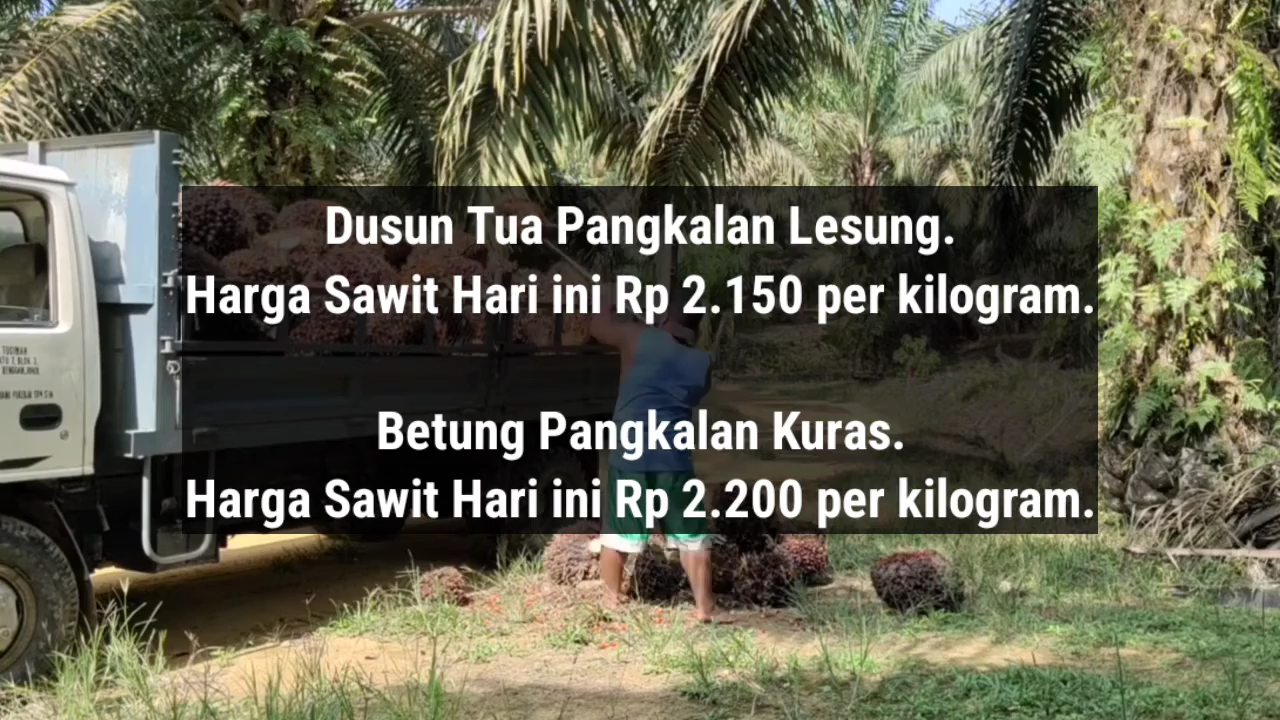 Dusun Tua Pangkalan Lesung.
Harga Sawit Hari ini Rp 2.150 per kilogram.
Betung Pangkalan Kuras.
Harga Sawit Hari ini Rp 2.200 per kilogram.